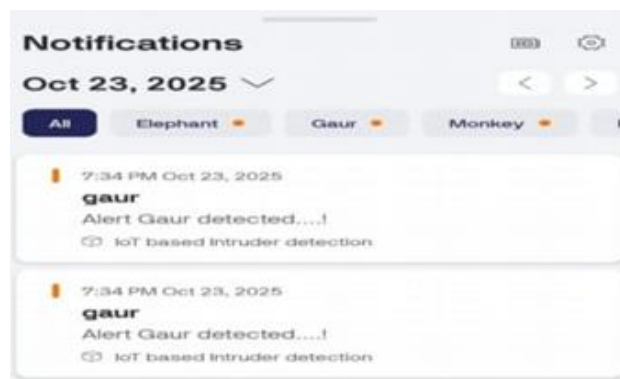 Notifications
Oct 23, 2025
All Elephant Gaur Monkey
7:34 PM Oct 23, 2025
gaur
Alert Gaur detected....!
IoT based Intruder detection
7:34 PM Oct 23, 2025
gaur
Alert Gaur detected....!
IoT based Intruder detection